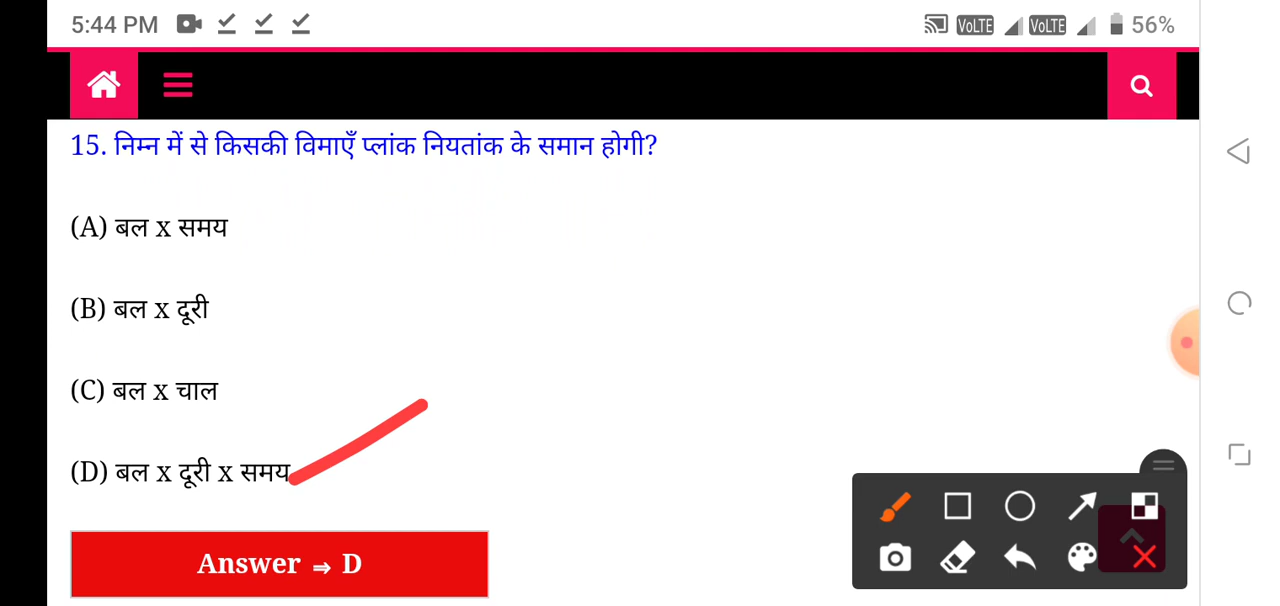 5:44 PM VoLTE VoLTE 56%
15. निम्न में से किसकी विमाएँ प्लांक नियतांक के समान होगी?
(A) बल x समय
(B) बल x दूरी
(C) बल x चाल
(D) बल x दूरी x समय
Answer ⇒ D